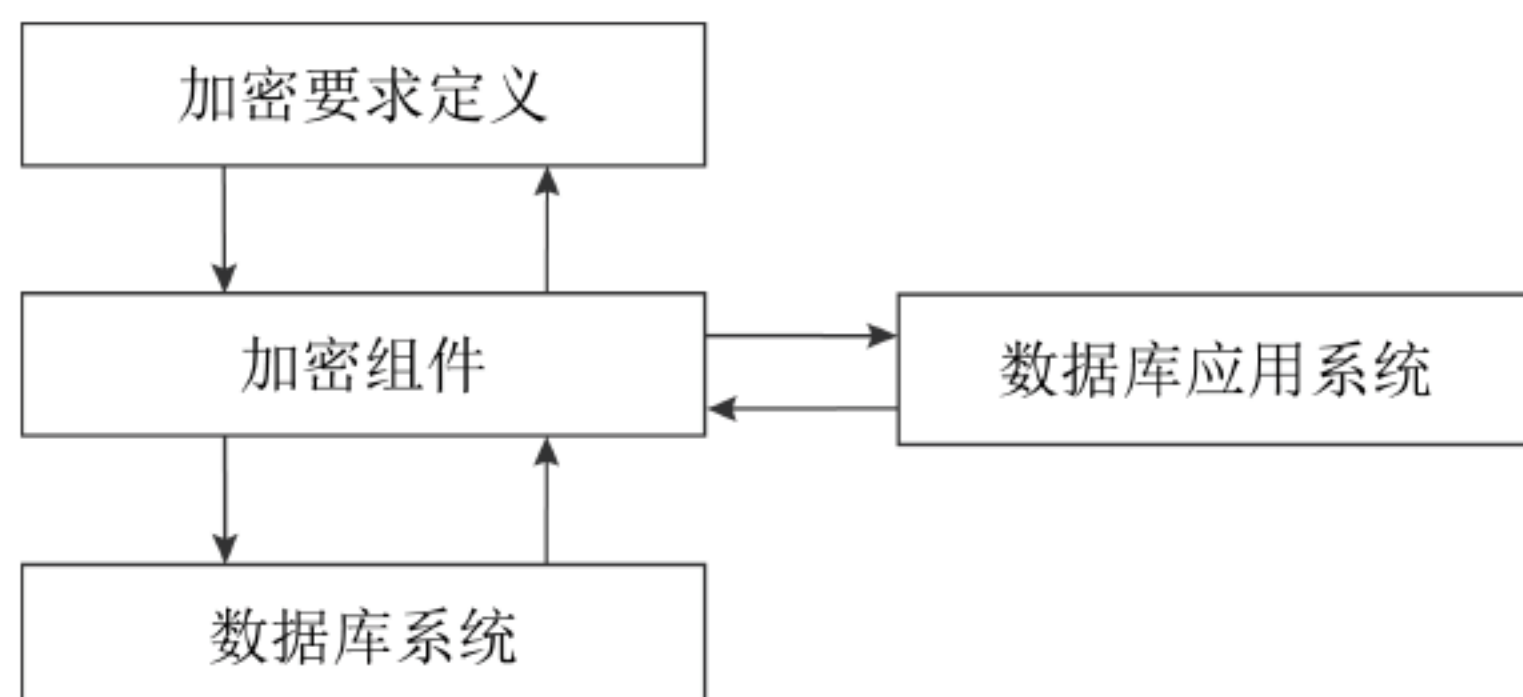 加密要求定义
加密组件
数据库应用系统
数据库系统